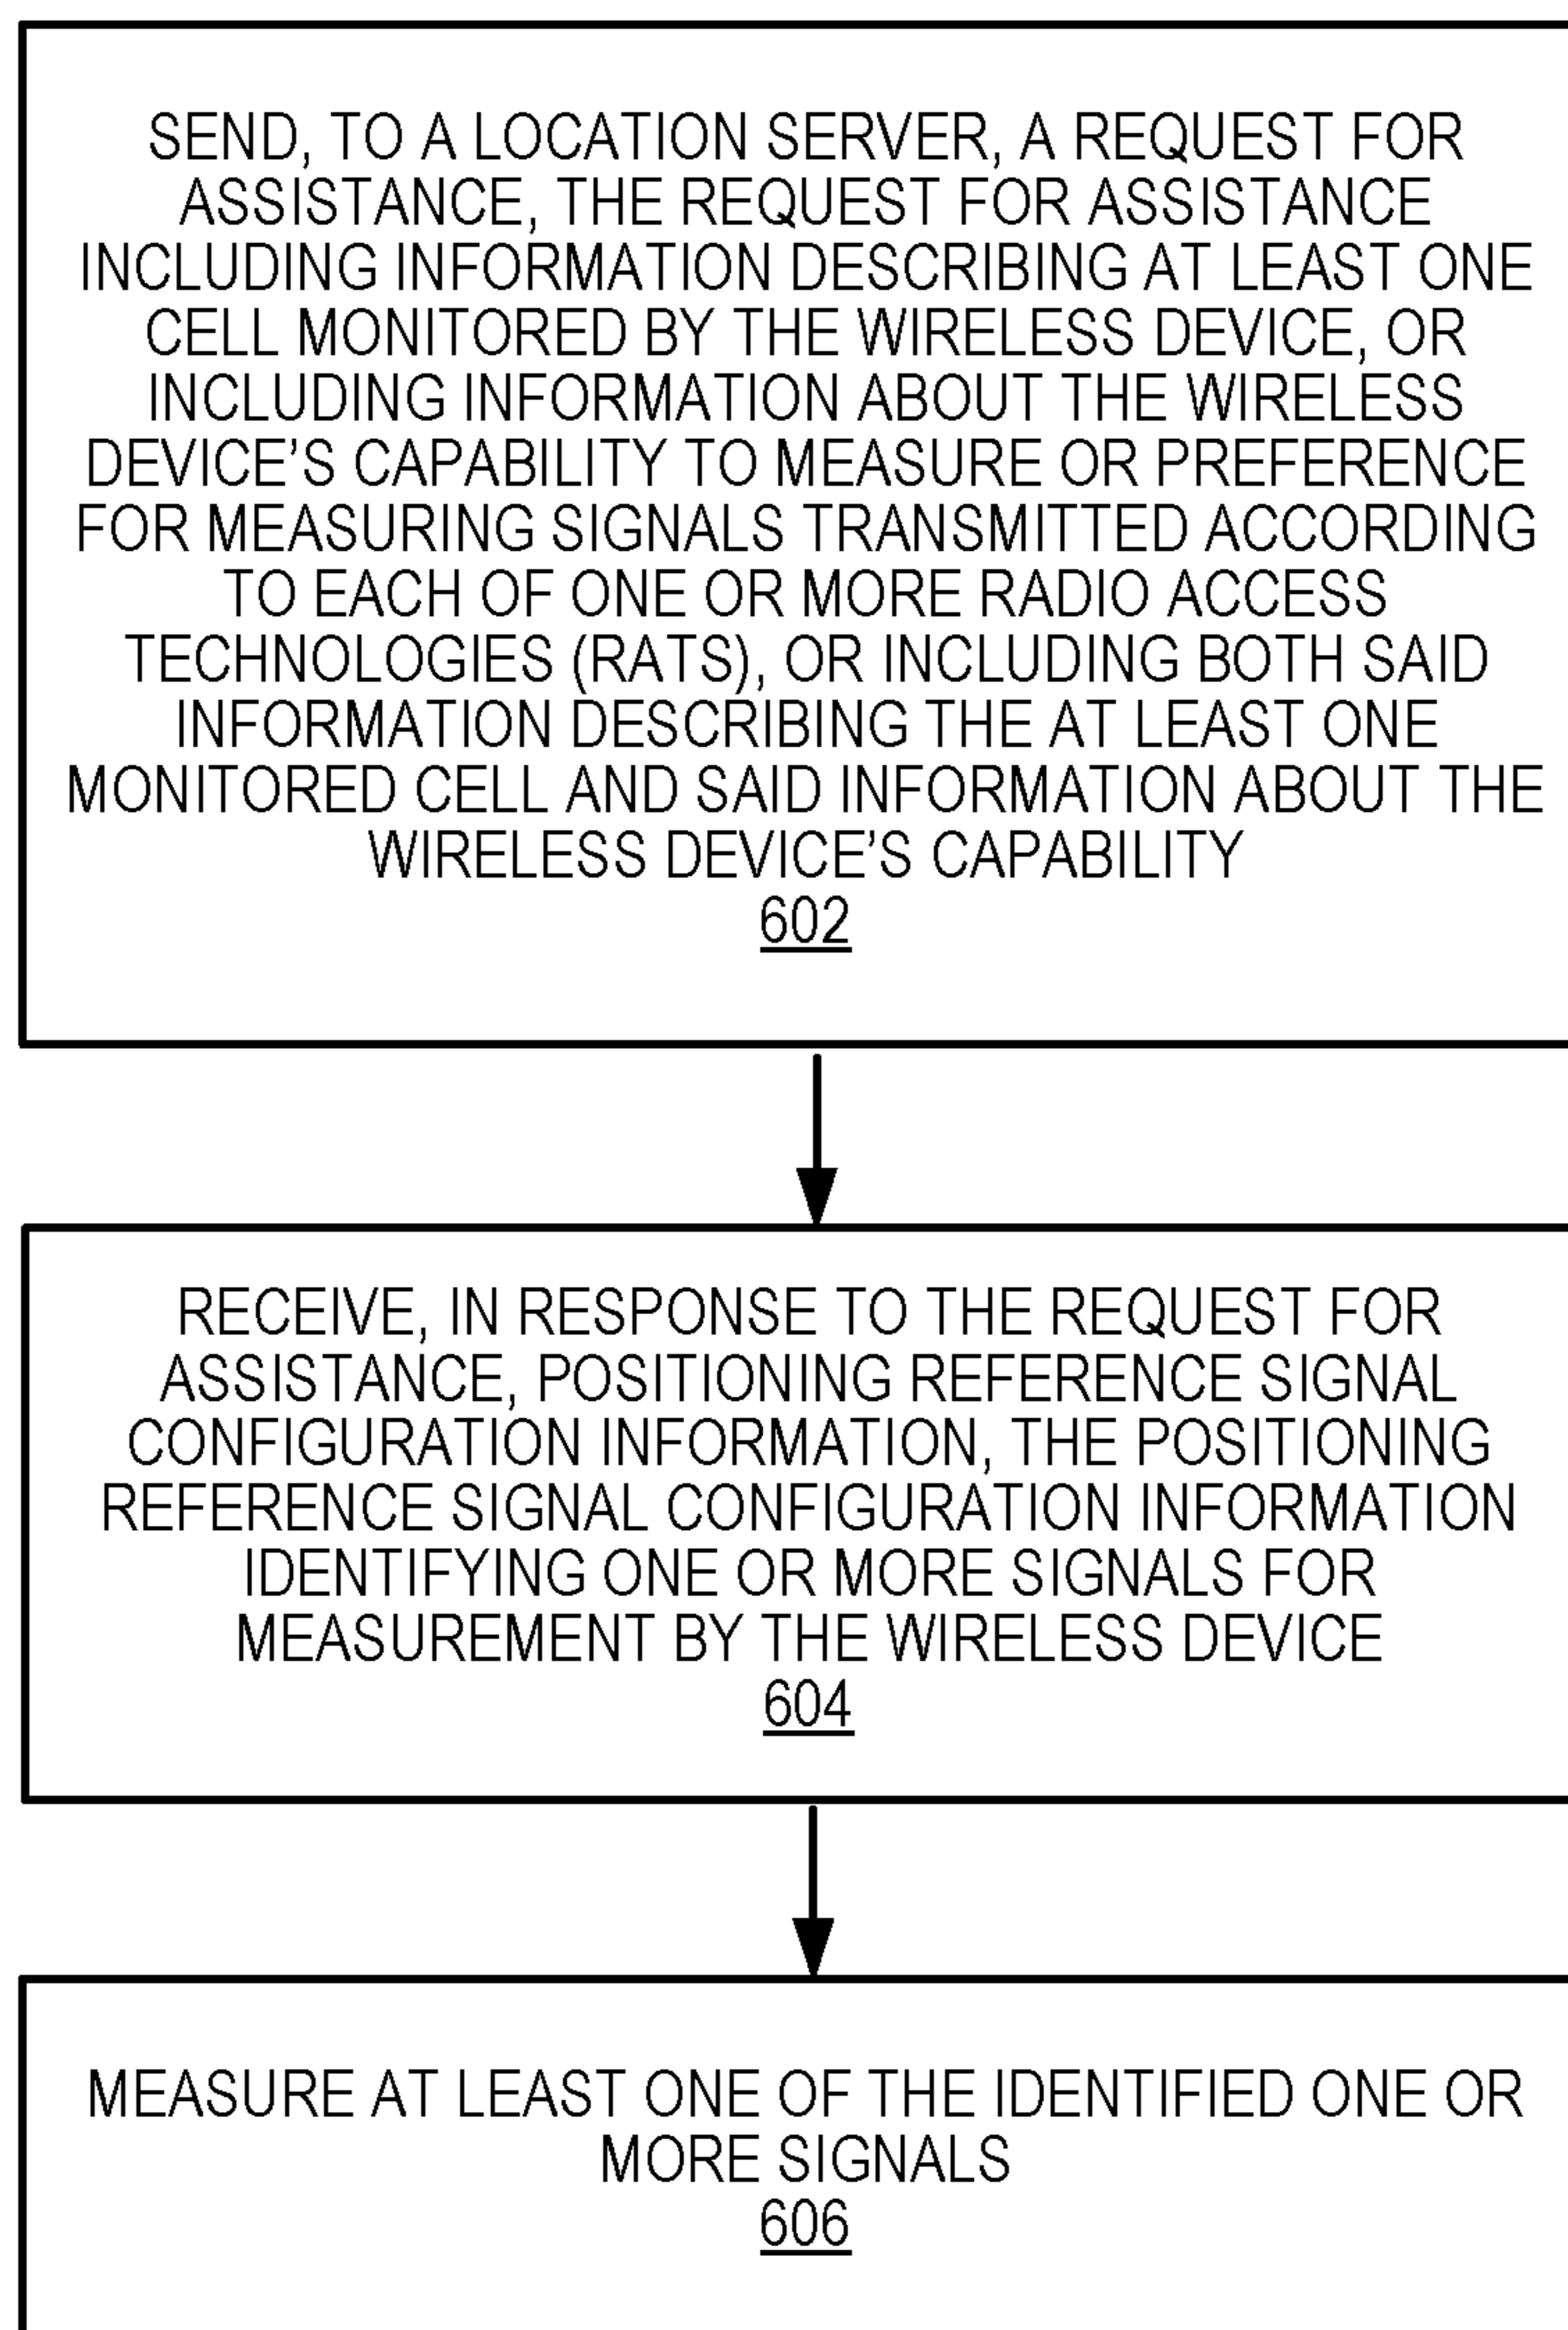 SEND, TO A LOCATION SERVER, A REQUEST FOR
ASSISTANCE, THE REQUEST FOR ASSISTANCE
INCLUDING INFORMATION DESCRIBING AT LEAST ONE
CELL MONITORED BY THE WIRELESS DEVICE, OR
INCLUDING INFORMATION ABOUT THE WIRELESS
DEVICE'S CAPABILITY TO MEASURE OR PREFERENCE
FOR MEASURING SIGNALS TRANSMITTED ACCORDING
TO EACH OF ONE OR MORE RADIO ACCESS
TECHNOLOGIES (RATS), OR INCLUDING BOTH SAID
INFORMATION DESCRIBING THE AT LEAST ONE
MONITORED CELL AND SAID INFORMATION ABOUT THE
WIRELESS DEVICE'S CAPABILITY
602
RECEIVE, IN RESPONSE TO THE REQUEST FOR
ASSISTANCE, POSITIONING REFERENCE SIGNAL
CONFIGURATION INFORMATION, THE POSITIONING
REFERENCE SIGNAL CONFIGURATION INFORMATION
IDENTIFYING ONE OR MORE SIGNALS FOR
MEASUREMENT BY THE WIRELESS DEVICE
604
MEASURE AT LEAST ONE OF THE IDENTIFIED ONE OR
MORE SIGNALS
606